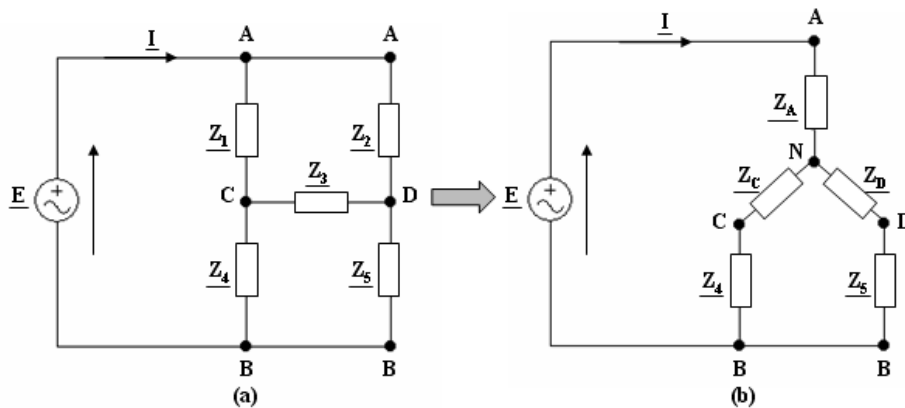 I A A I A
Z1 Z2 ZA
Z3 N
E C D E ZC ZD
C D
Z4 Z5 Z4 Z5
B B B B
(a) (b)